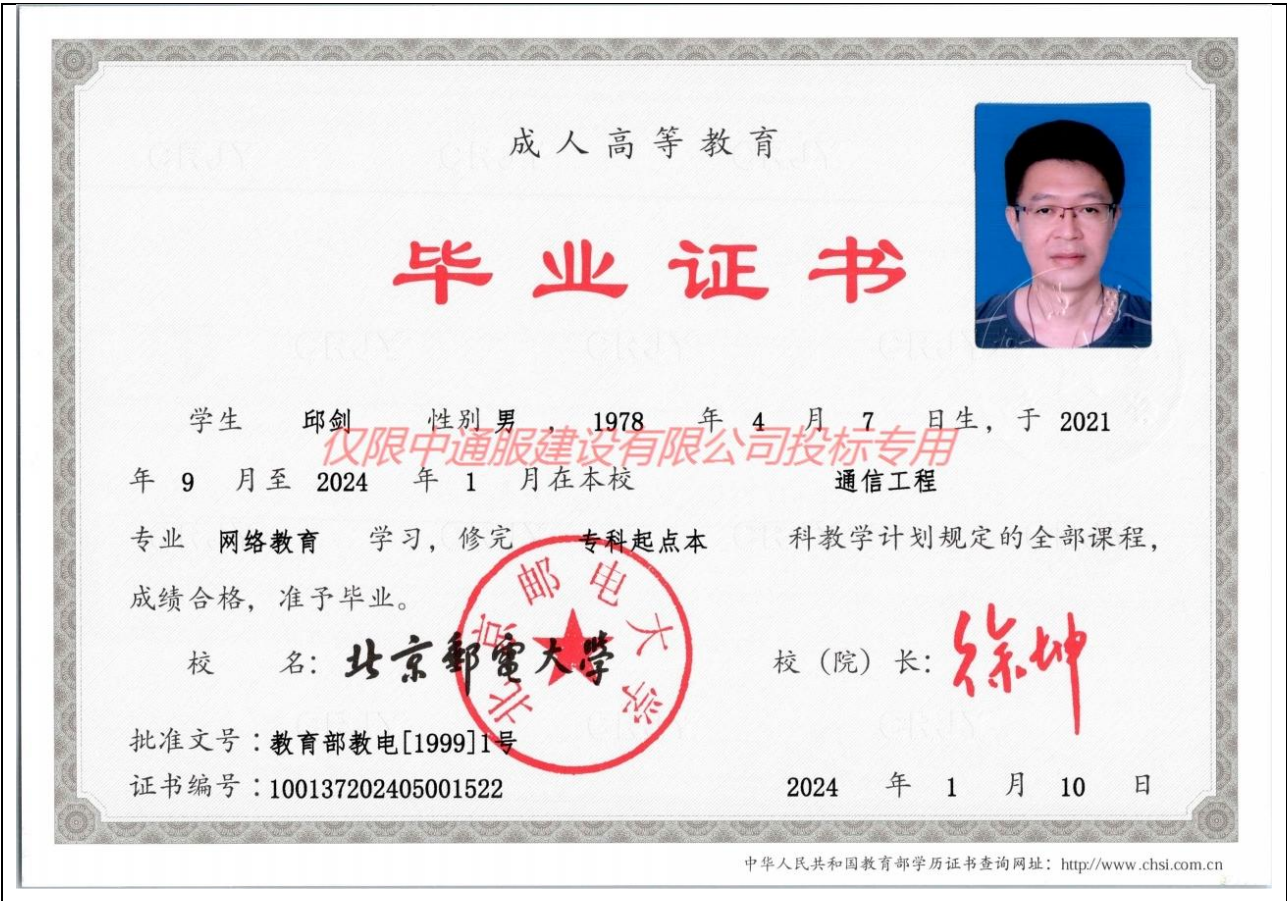 成人高等教育
毕业证书
学生 邱剑 性别 男 ， 1978 年 4 月 7 日生，于 2021
仅限中通服建设有限公司投标专用
年 9 月至 2024 年 1 月在本校 通信工程
专业 网络教育 学习，修完 专科起点本 科教学计划规定的全部课程，
成绩合格，准予毕业。
校 名：北京郵電大學 校（院）长：徐坤
北京邮电大学
批准文号：教育部教电[1999]1号
证书编号：100137202405001522 2024 年 1 月 10 日
中华人民共和国教育部学历证书查询网址：http://www.chsi.com.cn